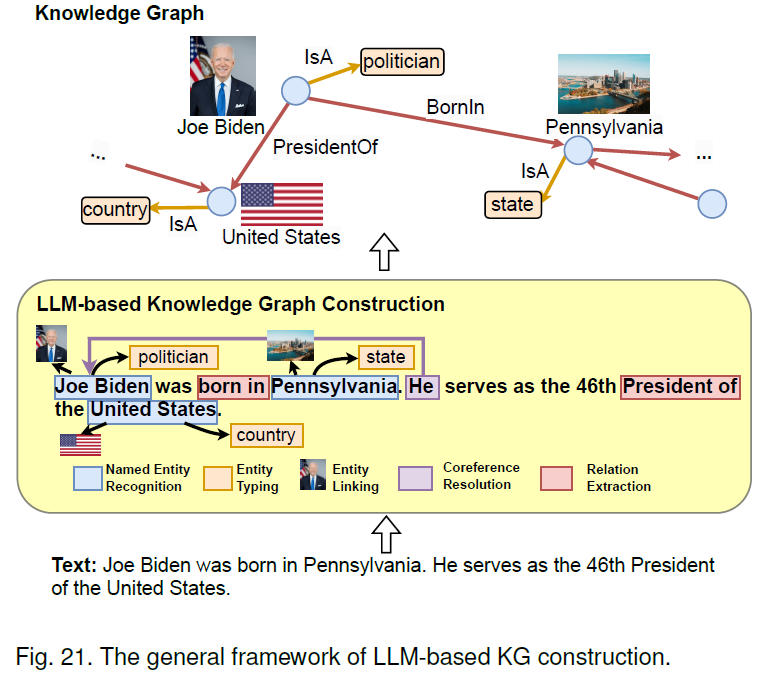 Knowledge Graph
IsA
politician
Joe Biden
BornIn
Pennsylvania
PresidentOf
...
...
IsA
country
IsA
state
United States
LLM-based Knowledge Graph Construction
politician
state
Joe Biden was born in Pennsylvania. He serves as the 46th President of
the United States.
country
Named Entity
Recognition
Entity
Typing
Entity
Linking
Coreference
Resolution
Relation
Extraction
Text: Joe Biden was born in Pennsylvania. He serves as the 46th President
of the United States.
Fig. 21. The general framework of LLM-based KG construction.